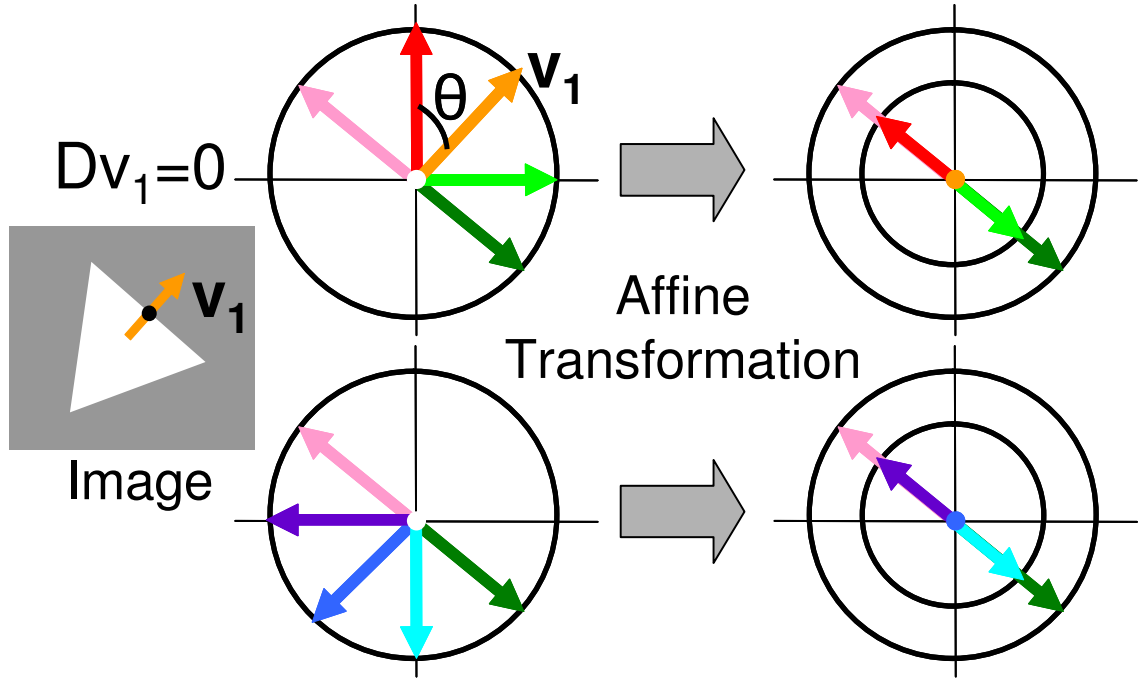 v₁
θ
Dv₁=0
v₁
Affine
Transformation
Image